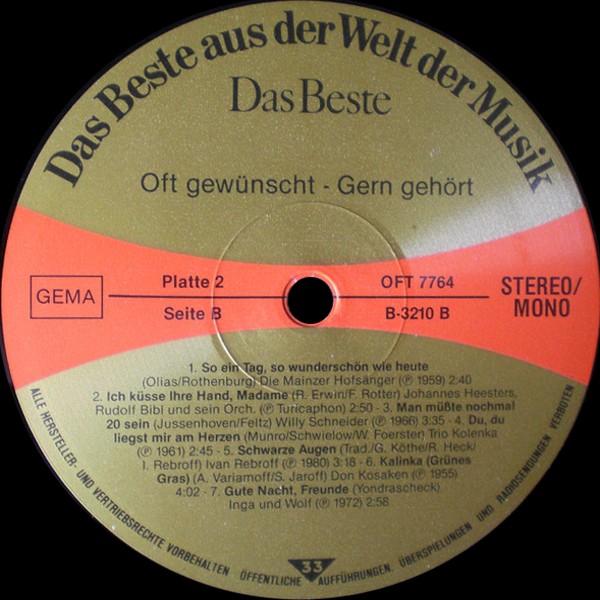 Das Beste aus der Welt der Musik
Das Beste
Oft gewünscht - Gern gehört
GEMA
Platte 2
Seite B
OFT 7764
B-3210 B
STEREO/
MONO
1. So ein Tag, so wunderschön wie heute
(Olias/Rothenburg) Die Mainzer Hofsänger (℗ 1959) 2:40
2. Ich küsse Ihre Hand, Madame (R. Erwin/F. Rotter) Johannes Heesters,
Rudolf Bibl und sein Orch. (℗ Turicaphon) 2:50 - 3. Man müßte nochmal
20 sein (Jussenhoven/Feltz) Willy Schneider (℗ 1966) 3:35 - 4. Du, du
liegst mir am Herzen (Munro/Schwielow/W. Foerster) Trio Kolenka
(℗ 1961) 2:45 - 5. Schwarze Augen (Trad./G. Köthe/R. Heck/
I. Rebroff) Ivan Rebroff (℗ 1980) 3:18 - 6. Kalinka (Grünes
Gras) (A. Variamoff/S. Jaroff) Don Kosaken (℗ 1955)
4:02 - 7. Gute Nacht, Freunde (Yondrascheck)
Inga und Wolf (℗ 1972) 2:58
33
ALLE HERSTELLER- UND VERTRIEBSRECHTE VORBEHALTEN ÖFFENTLICHE AUFFÜHRUNGEN, ÜBERSPIELUNGEN UND RADIOSENDUNGEN VERBOTEN